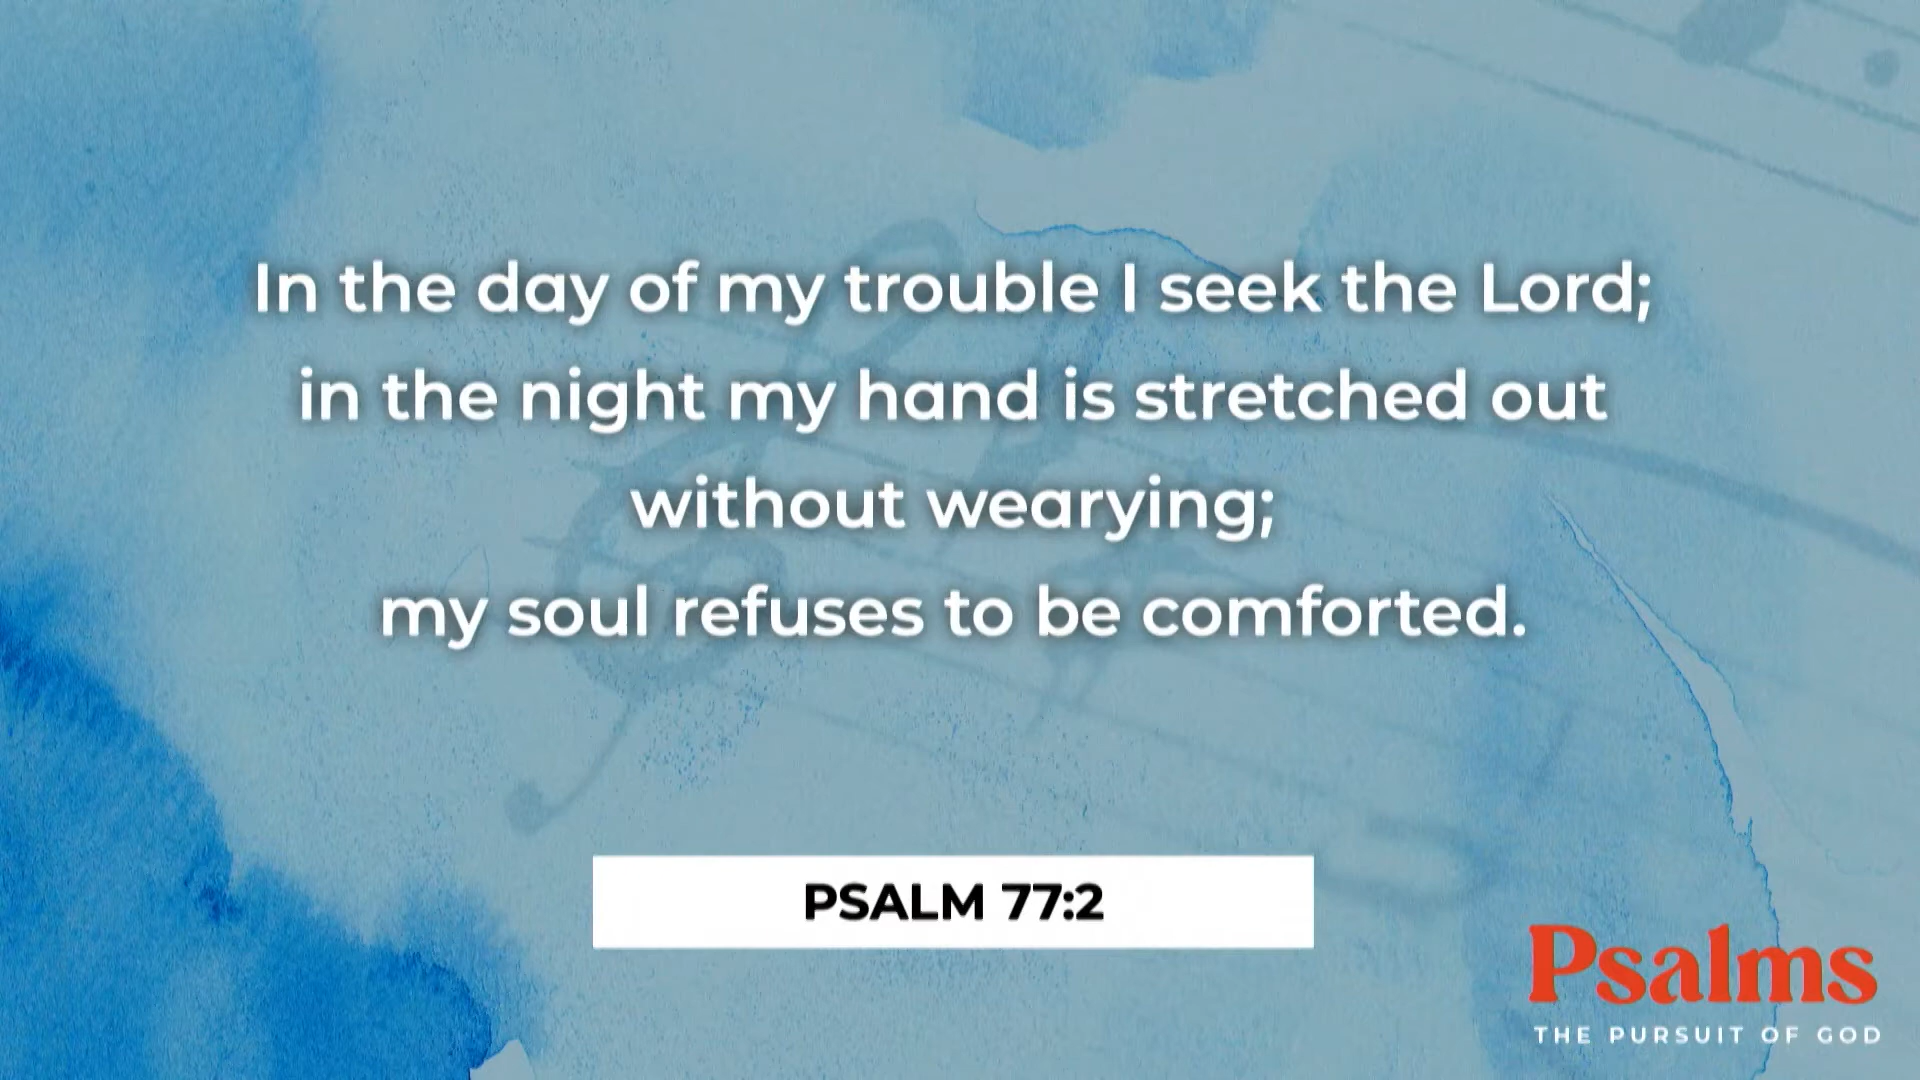 In the day of my trouble I seek the Lord;
in the night my hand is stretched out
without wearying;
my soul refuses to be comforted.
PSALM 77:2
Psalms
THE PURSUIT OF GOD